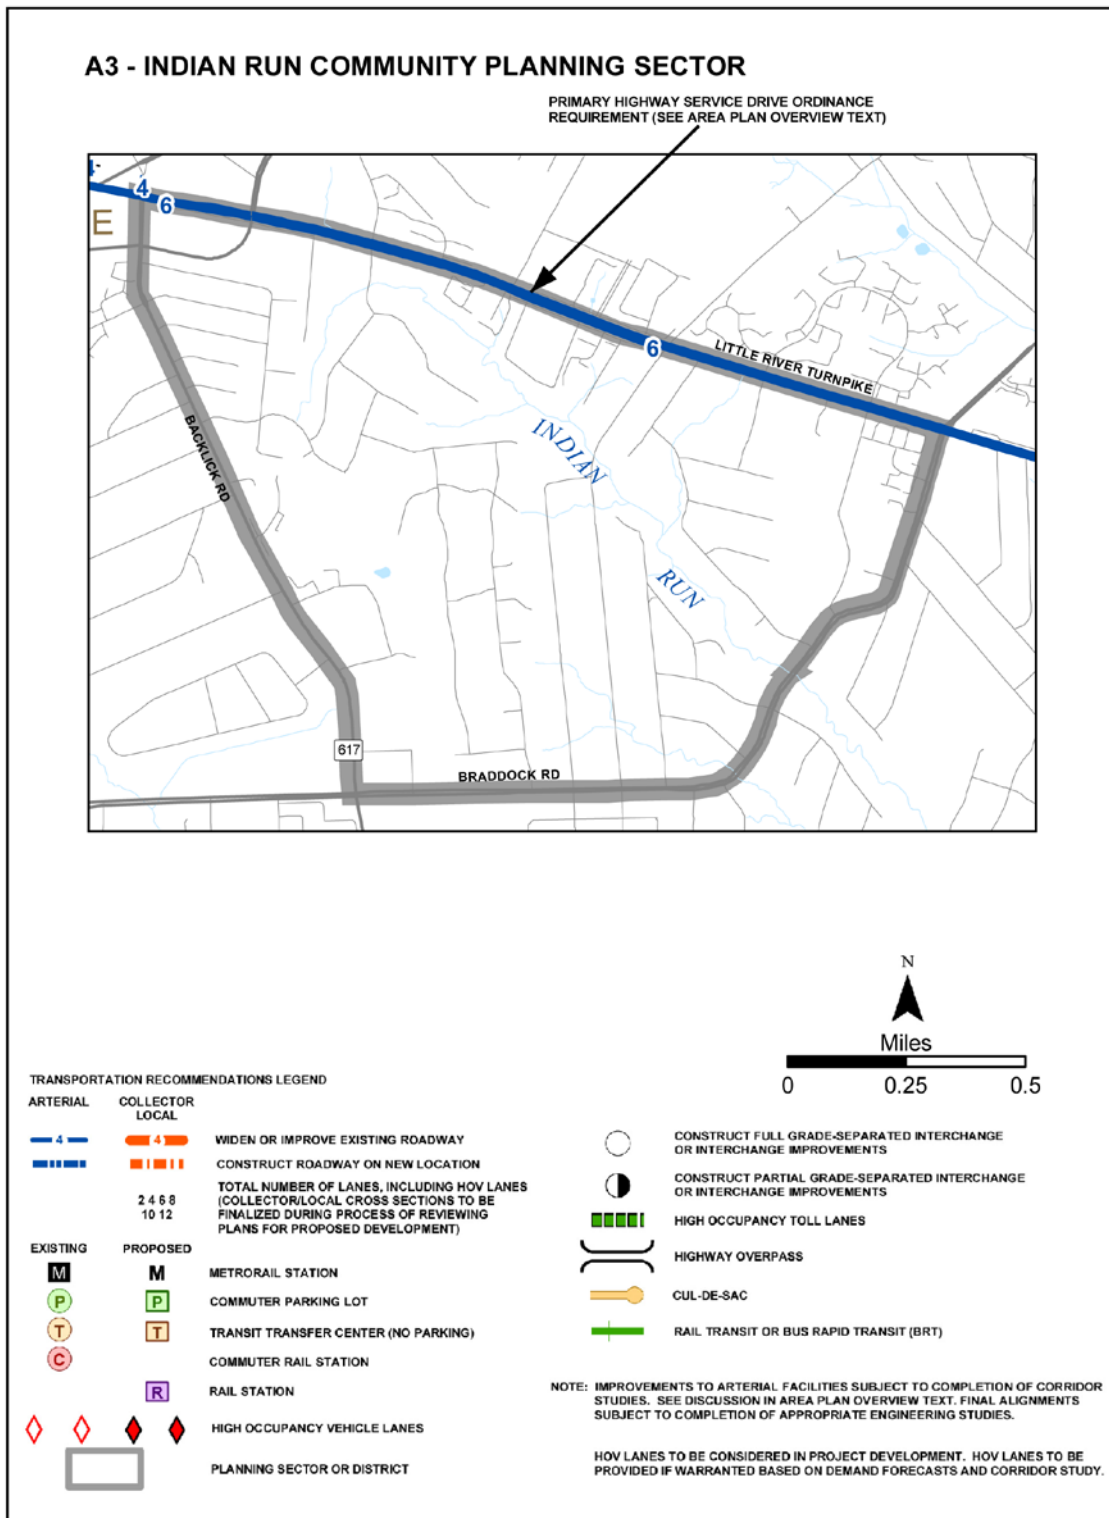 A3 - INDIAN RUN COMMUNITY PLANNING SECTOR
PRIMARY HIGHWAY SERVICE DRIVE ORDINANCE
REQUIREMENT (SEE AREA PLAN OVERVIEW TEXT)
4
6
E
6
LITTLE RIVER TURNPIKE
BACKLICK RD
INDIAN
RUN
617
BRADDOCK RD
N
Miles
0 0.25 0.5
TRANSPORTATION RECOMMENDATIONS LEGEND
ARTERIAL COLLECTOR
LOCAL
4 4 WIDEN OR IMPROVE EXISTING ROADWAY
CONSTRUCT ROADWAY ON NEW LOCATION
TOTAL NUMBER OF LANES, INCLUDING HOV LANES
2 4 6 8 (COLLECTOR/LOCAL CROSS SECTIONS TO BE
10 12 FINALIZED DURING PROCESS OF REVIEWING
PLANS FOR PROPOSED DEVELOPMENT)
EXISTING PROPOSED
M M METRORAIL STATION
P P COMMUTER PARKING LOT
T T TRANSIT TRANSFER CENTER (NO PARKING)
C COMMUTER RAIL STATION
R RAIL STATION
HIGH OCCUPANCY VEHICLE LANES
PLANNING SECTOR OR DISTRICT
CONSTRUCT FULL GRADE-SEPARATED INTERCHANGE
OR INTERCHANGE IMPROVEMENTS
CONSTRUCT PARTIAL GRADE-SEPARATED INTERCHANGE
OR INTERCHANGE IMPROVEMENTS
HIGH OCCUPANCY TOLL LANES
HIGHWAY OVERPASS
CUL-DE-SAC
RAIL TRANSIT OR BUS RAPID TRANSIT (BRT)
NOTE: IMPROVEMENTS TO ARTERIAL FACILITIES SUBJECT TO COMPLETION OF CORRIDOR
STUDIES. SEE DISCUSSION IN AREA PLAN OVERVIEW TEXT. FINAL ALIGNMENTS
SUBJECT TO COMPLETION OF APPROPRIATE ENGINEERING STUDIES.
HOV LANES TO BE CONSIDERED IN PROJECT DEVELOPMENT. HOV LANES TO BE
PROVIDED IF WARRANTED BASED ON DEMAND FORECASTS AND CORRIDOR STUDY.